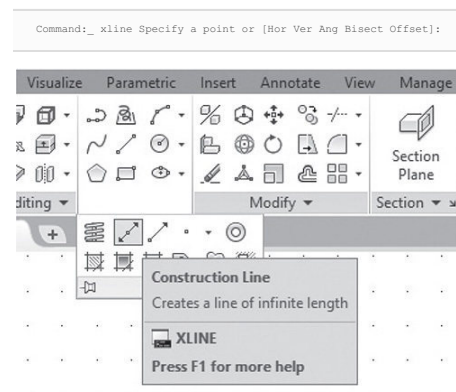 Command:_ xline Specify a point or [Hor Ver Ang Bisect Offset]:
Visualize Parametric Insert Annotate View Manage
Section
Plane
diting Modify Section
Construction Line
Creates a line of infinite length
XLINE
Press F1 for more help